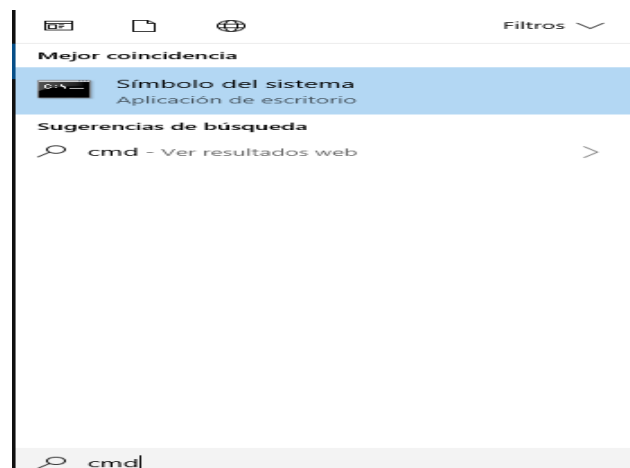 Filtros
Mejor coincidencia
C:\_
Símbolo del sistema
Aplicación de escritorio
Sugerencias de búsqueda
cmd - Ver resultados web
cmd